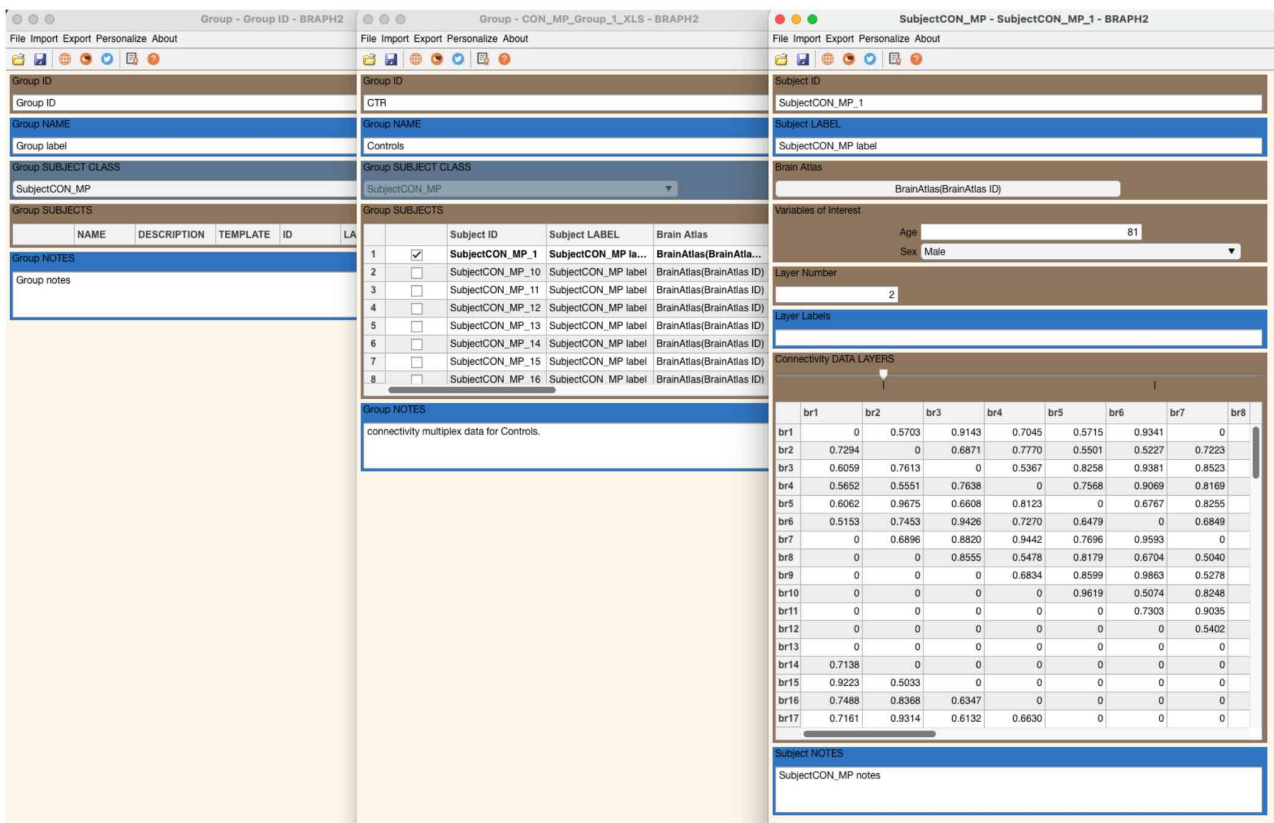 Group - Group ID - BRAPH2
File Import Export Personalize About
Group ID
Group ID
Group NAME
Group label
Group SUBJECT CLASS
SubjectCON_MP
Group SUBJECTS
NAME DESCRIPTION TEMPLATE ID LA
Group NOTES
Group notes
Group - CON_MP_Group_1_XLS - BRAPH2
File Import Export Personalize About
Group ID
CTR
Group NAME
Controls
Group SUBJECT CLASS
SubjectCON_MP
Group SUBJECTS
Subject ID Subject LABEL Brain Atlas
1 SubjectCON_MP_1 SubjectCON_MP la... BrainAtlas(BrainAtla...
2 SubjectCON_MP_10 SubjectCON_MP label BrainAtlas(BrainAtlas ID)
3 SubjectCON_MP_11 SubjectCON_MP label BrainAtlas(BrainAtlas ID)
4 SubjectCON_MP_12 SubjectCON_MP label BrainAtlas(BrainAtlas ID)
5 SubjectCON_MP_13 SubjectCON_MP label BrainAtlas(BrainAtlas ID)
6 SubjectCON_MP_14 SubjectCON_MP label BrainAtlas(BrainAtlas ID)
7 SubjectCON_MP_15 SubjectCON_MP label BrainAtlas(BrainAtlas ID)
8 SubjectCON_MP_16 SubjectCON_MP label BrainAtlas(BrainAtlas ID)
Group NOTES
connectivity multiplex data for Controls.
SubjectCON_MP - SubjectCON_MP_1 - BRAPH2
File Import Export Personalize About
Subject ID
SubjectCON_MP_1
Subject LABEL
SubjectCON_MP label
Brain Atlas
BrainAtlas(BrainAtlas ID)
Variables of Interest
Age 81
Sex Male
Layer Number
2
Layer Labels
Connectivity DATA LAYERS
br1 br2 br3 br4 br5 br6 br7 br8
br1 0 0.5703 0.9143 0.7045 0.5715 0.9341 0
br2 0.7294 0 0.6871 0.7770 0.5501 0.5227 0.7223
br3 0.6059 0.7613 0 0.5367 0.8258 0.9381 0.8523
br4 0.5652 0.5551 0.7638 0 0.7568 0.9069 0.8169
br5 0.6062 0.9675 0.6608 0.8123 0 0.6767 0.8255
br6 0.5153 0.7453 0.9426 0.7270 0.6479 0 0.6849
br7 0 0.6896 0.8820 0.9442 0.7696 0.9593 0
br8 0 0 0.8555 0.5478 0.8179 0.6704 0.5040
br9 0 0 0 0.6834 0.8599 0.9863 0.5278
br10 0 0 0 0 0.9619 0.5074 0.8248
br11 0 0 0 0 0 0.7303 0.9035
br12 0 0 0 0 0 0 0.5402
br13 0 0 0 0 0 0 0
br14 0.7138 0 0 0 0 0 0
br15 0.9223 0.5033 0 0 0 0 0
br16 0.7488 0.8368 0.6347 0 0 0 0
br17 0.7161 0.9314 0.6132 0.6630 0 0 0
Subject NOTES
SubjectCON_MP notes